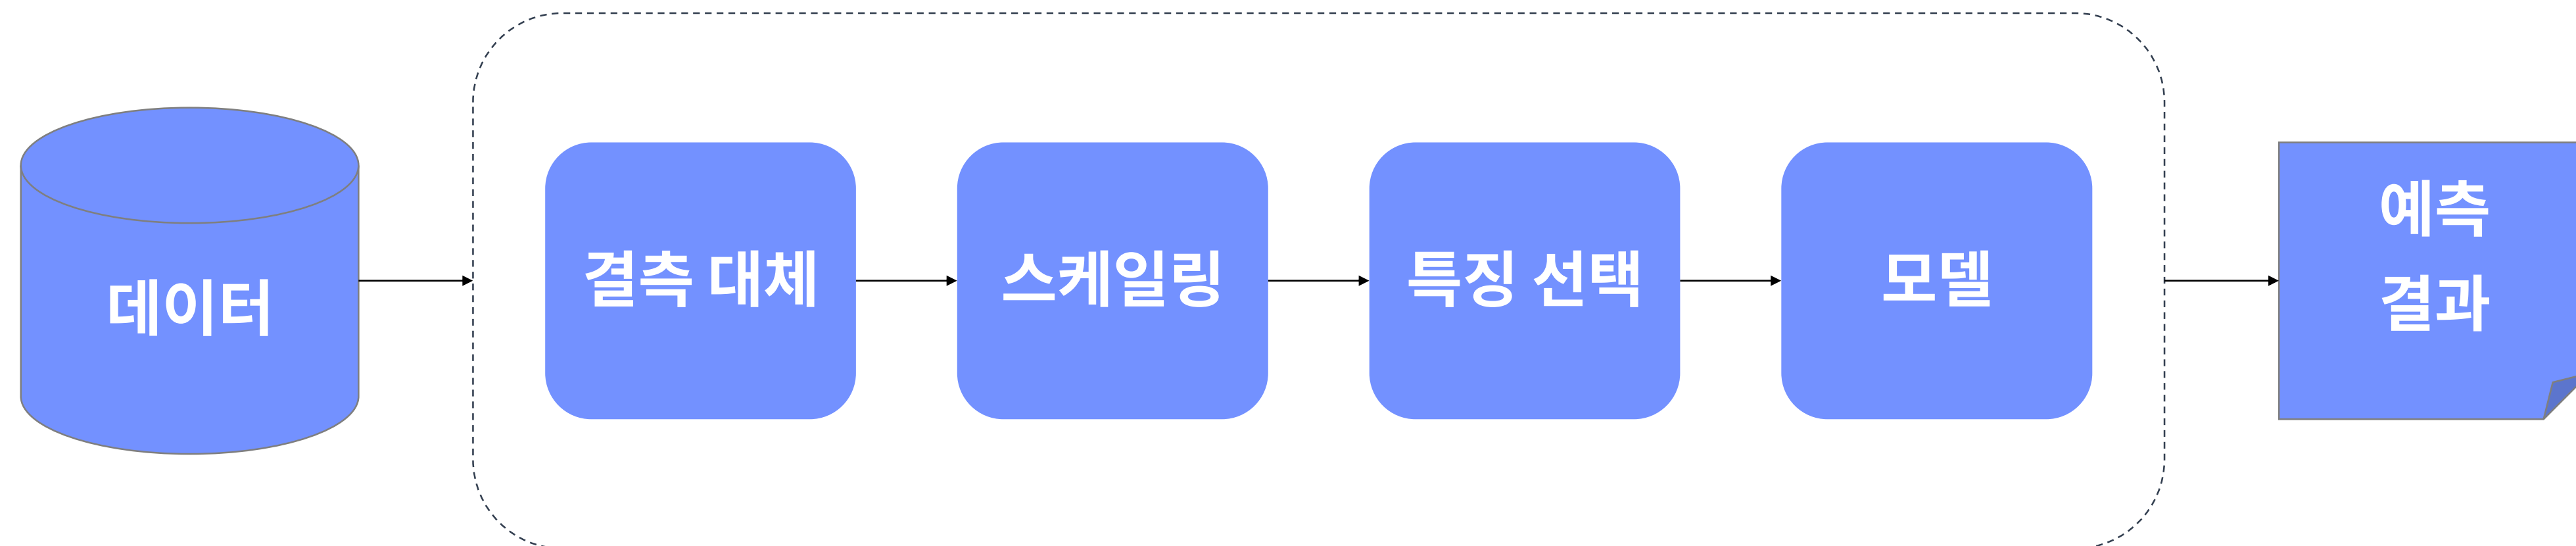 데이터
결측 대체
스케일링
특징 선택
모델
예측
결과